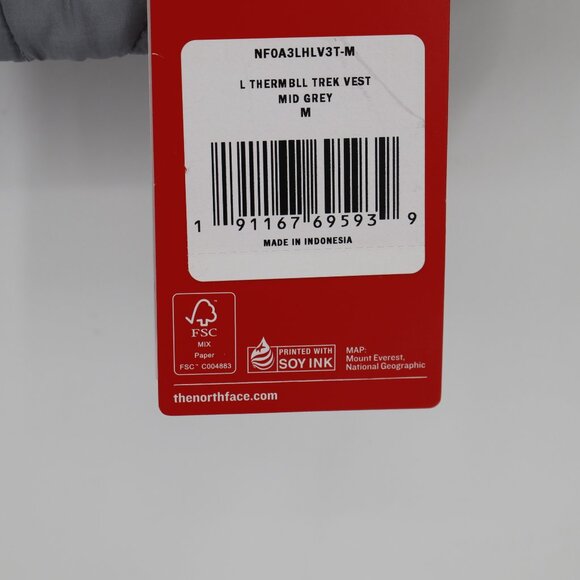 NF0A3LHLV3T-M
L THERMBLL TREK VEST
MID GREY
M
1 91167 69593 9
MADE IN INDONESIA
FSC
MIX
Paper
FSC™ C004863
PRINTED WITH
SOY INK
MAP:
Mount Everest,
National Geographic
thenorthface.com